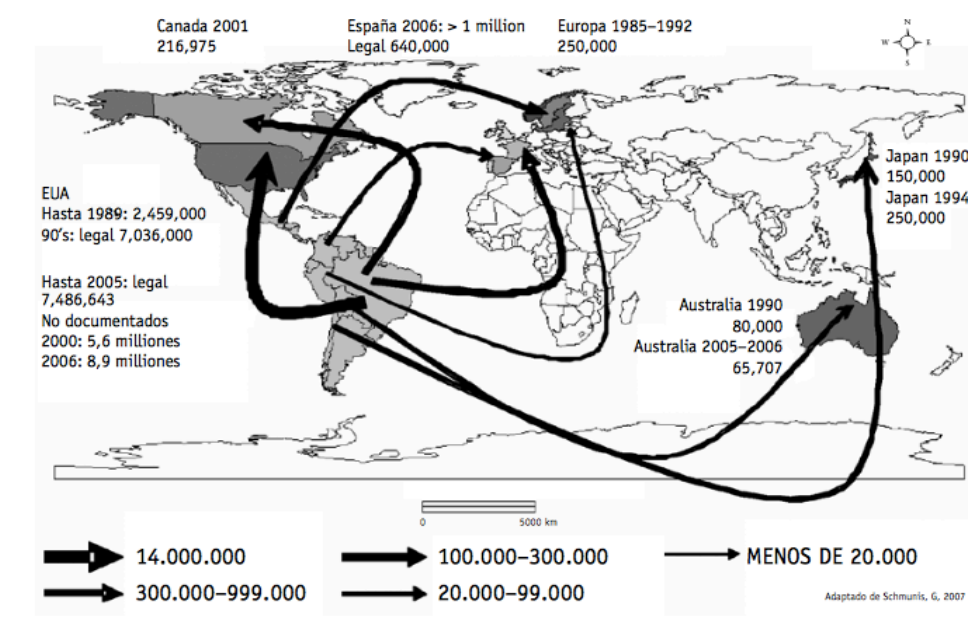 Canada 2001
216,975
España 2006: > 1 million
Legal 640,000
Europa 1985–1992
250,000
N
W
E
S
EUA
Hasta 1989: 2,459,000
90's: legal 7,036,000
Hasta 2005: legal
7,486,643
No documentados
2000: 5,6 milliones
2006: 8,9 milliones
Japan 1990
150,000
Japan 1994
250,000
Australia 1990
80,000
Australia 2005–2006
65,707
0
5000 km
14.000.000
100.000–300.000
MENOS DE 20.000
300.000–999.000
20.000–99.000
Adaptado de Schmunis, G, 2007